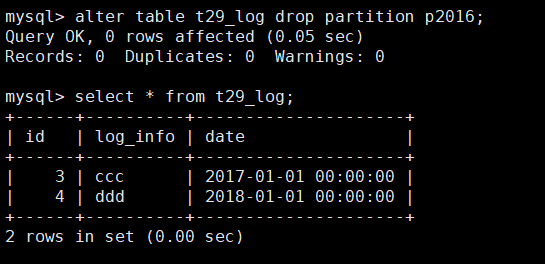 mysql> alter table t29_log drop partition p2016;
Query OK, 0 rows affected (0.05 sec)
Records: 0  Duplicates: 0  Warnings: 0

mysql> select * from t29_log;
+------+----------+---------------------+
| id   | log_info | date                |
+------+----------+---------------------+
|    3 | ccc      | 2017-01-01 00:00:00 |
|    4 | ddd      | 2018-01-01 00:00:00 |
+------+----------+---------------------+
2 rows in set (0.00 sec)